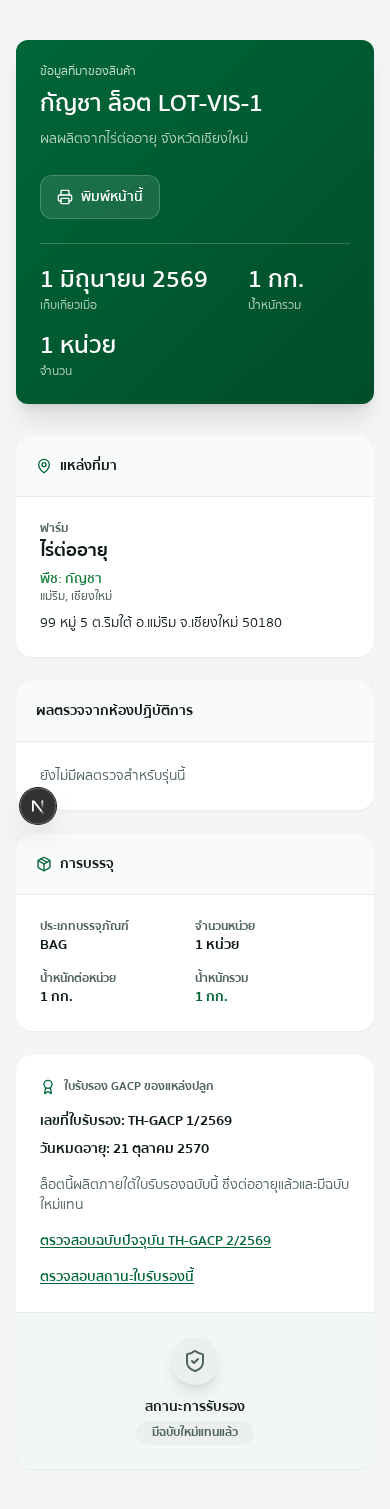 ข้อมูลที่มาของสินค้า
กัญชา ล็อต LOT-VIS-1
ผลผลิตจากไร่ต่ออายุ จังหวัดเชียงใหม่
พิมพ์หน้านี้
1 มิถุนายน 2569
1 กก.
เก็บเกี่ยวเมื่อ
น้ำหนักรวม
1 หน่วย
จำนวน
แหล่งที่มา
ฟาร์ม
ไร่ต่ออายุ
พืช: กัญชา
แม่ริม, เชียงใหม่
99 หมู่ 5 ต.ริมใต้ อ.แม่ริม จ.เชียงใหม่ 50180
ผลตรวจจากห้องปฏิบัติการ
ยังไม่มีผลตรวจสำหรับรุ่นนี้
N
การบรรจุ
ประเภทบรรจุภัณฑ์
จำนวนหน่วย
BAG
1 หน่วย
น้ำหนักต่อหน่วย
น้ำหนักรวม
1 กก.
1 กก.
ใบรับรอง GACP ของแหล่งปลูก
เลขที่ใบรับรอง: TH-GACP 1/2569
วันหมดอายุ: 21 ตุลาคม 2570
ล็อตนี้ผลิตภายใต้ใบรับรองฉบับนี้ ซึ่งต่ออายุแล้วและมีฉบับ
ใหม่แทน
ตรวจสอบฉบับปัจจุบัน TH-GACP 2/2569
ตรวจสอบสถานะใบรับรองนี้
สถานะการรับรอง
มีฉบับใหม่แทนแล้ว